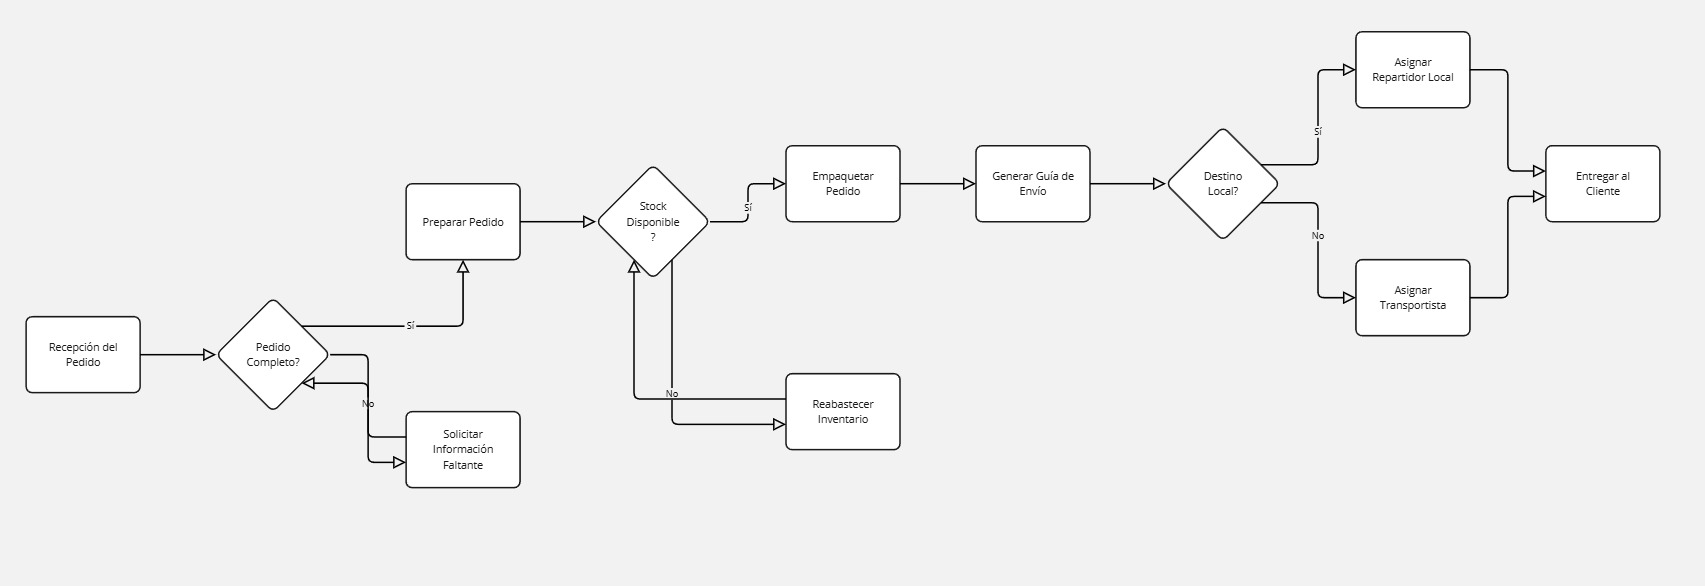 Recepción del
Pedido
Pedido
Completo?
Sí
No
Solicitar
Información
Faltante
Preparar Pedido
Stock
Disponible
?
Sí
No
Reabastecer
Inventario
Empaquetar
Pedido
Generar Guía de
Envío
Destino
Local?
Sí
No
Asignar
Repartidor Local
Asignar
Transportista
Entregar al
Cliente